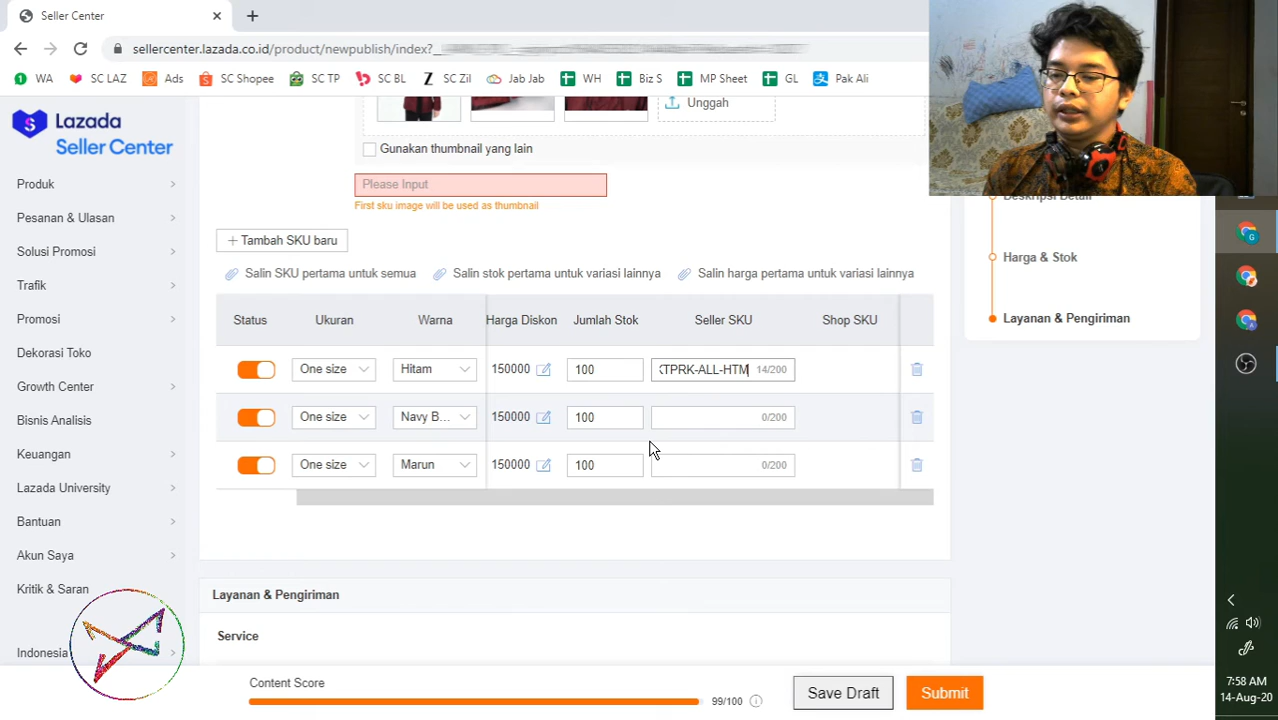 Seller Center
sellercenter.lazada.co.id/product/newpublish/index?_
WA SC LAZ Ads SC Shopee SC TP SC BL SC Zil Jab Jab WH Biz S MP Sheet GL Pak Ali
Lazada
Seller Center
Produk
Pesanan & Ulasan
Solusi Promosi
Trafik
Promosi
Dekorasi Toko
Growth Center
Bisnis Analisis
Keuangan
Lazada University
Bantuan
Akun Saya
Kritik & Saran
Indonesia
Unggah
Gunakan thumbnail yang lain
Please Input
First sku image will be used as thumbnail
+ Tambah SKU baru
Salin SKU pertama untuk semua Salin stok pertama untuk variasi lainnya Salin harga pertama untuk variasi lainnya
Status Ukuran Warna Harga Diskon Jumlah Stok Seller SKU Shop SKU
One size Hitam 150000 100 KTPRK-ALL-HTM 14/200
One size Navy B... 150000 100 0/200
One size Marun 150000 100 0/200
Layanan & Pengiriman
Service
Content Score
99/100
Save Draft
Submit
Deskripsi Detail
Harga & Stok
Layanan & Pengiriman
7:58 AM
14-Aug-20